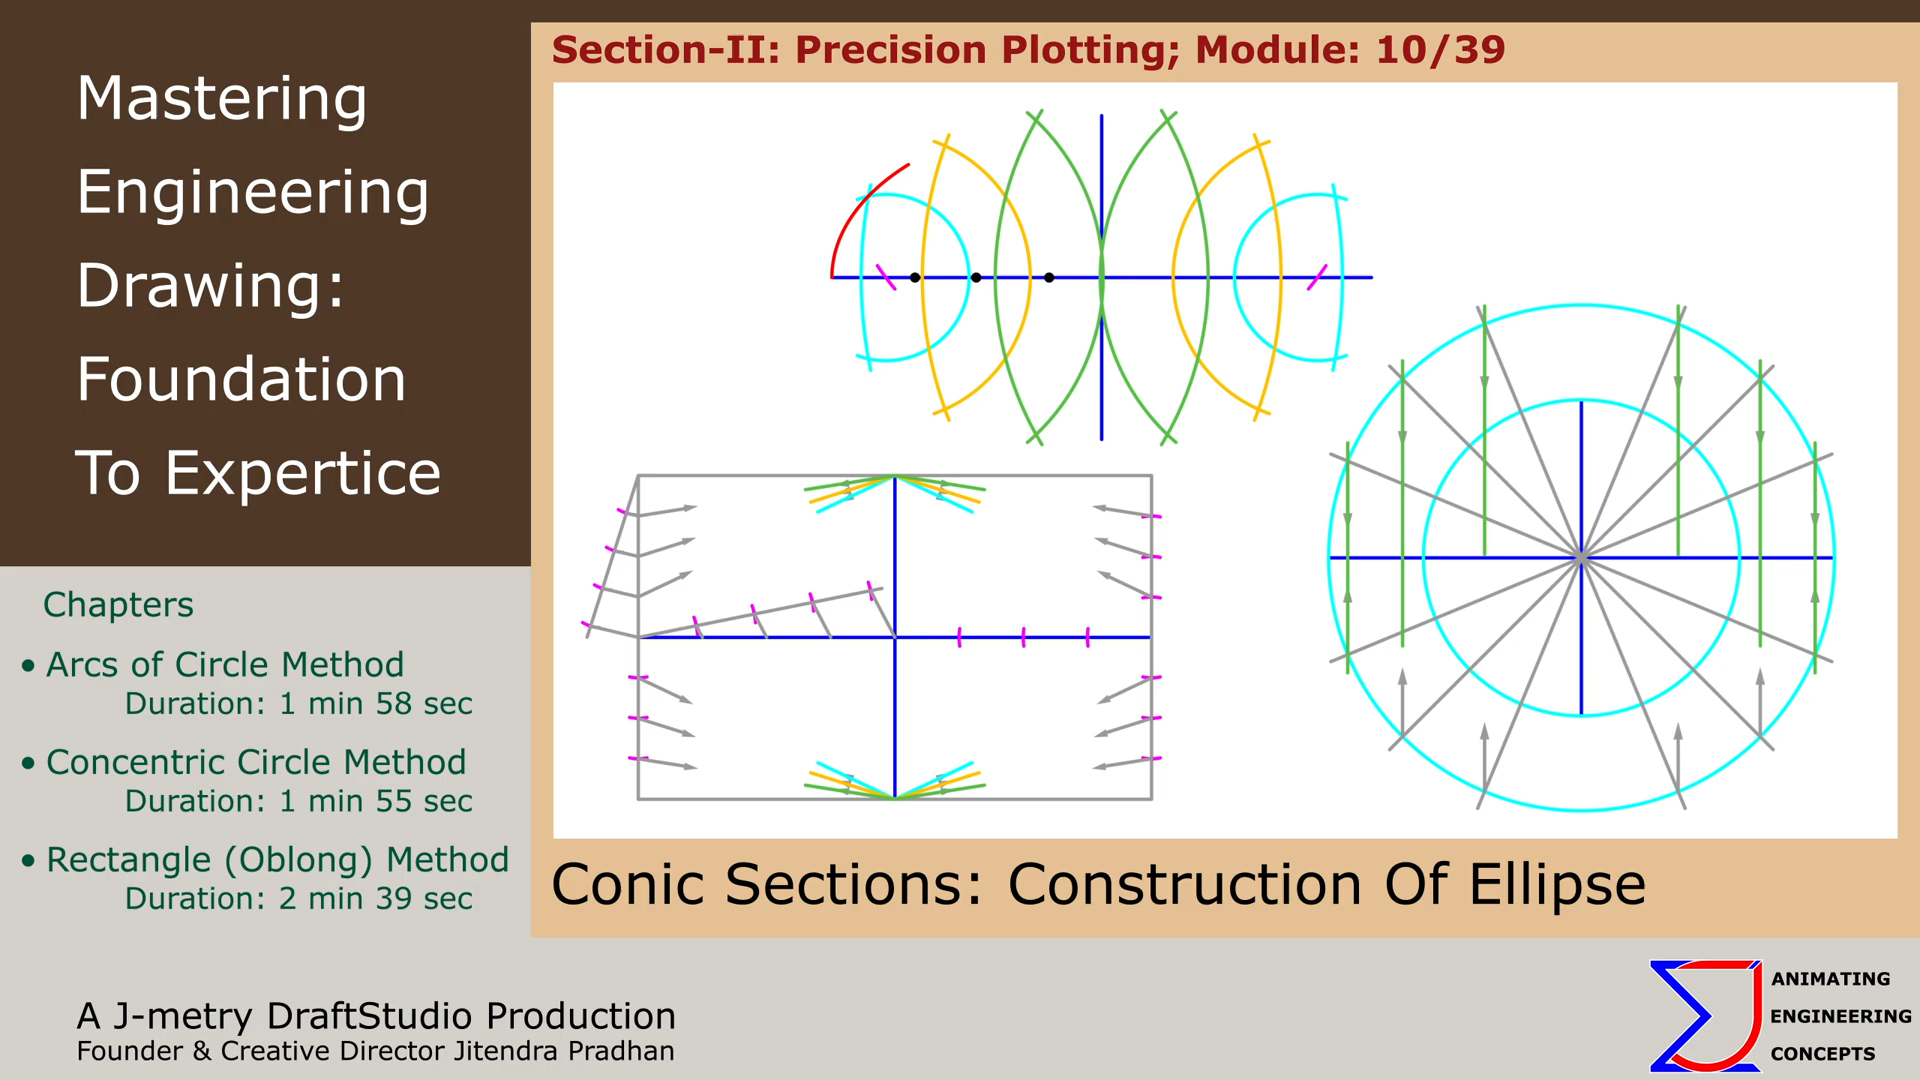 Mastering
Engineering
Drawing:
Foundation
To Expertice
Section-II: Precision Plotting; Module: 10/39
Chapters
• Arcs of Circle Method
Duration: 1 min 58 sec
• Concentric Circle Method
Duration: 1 min 55 sec
• Rectangle (Oblong) Method
Duration: 2 min 39 sec
Conic Sections: Construction Of Ellipse
A J-metry DraftStudio Production
Founder & Creative Director Jitendra Pradhan
ANIMATING
ENGINEERING
CONCEPTS